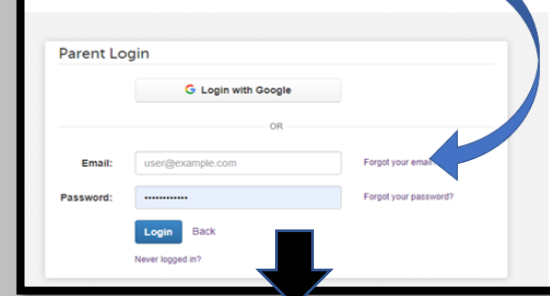 Parent Login
G Login with Google
OR
Email:
user@example.com
Forgot your email
Password:
••••••••••••
Forgot your password?
Login
Back
Never logged in?